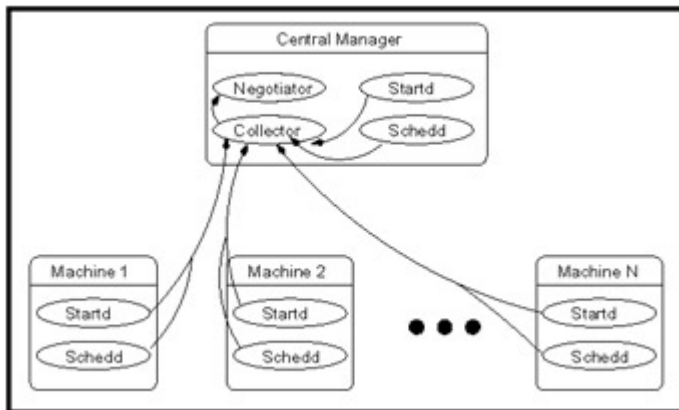 Central Manager
Negotiator
Startd
Collector
Schedd
Machine 1
Startd
Schedd
Machine 2
Startd
Schedd
Machine N
Startd
Schedd